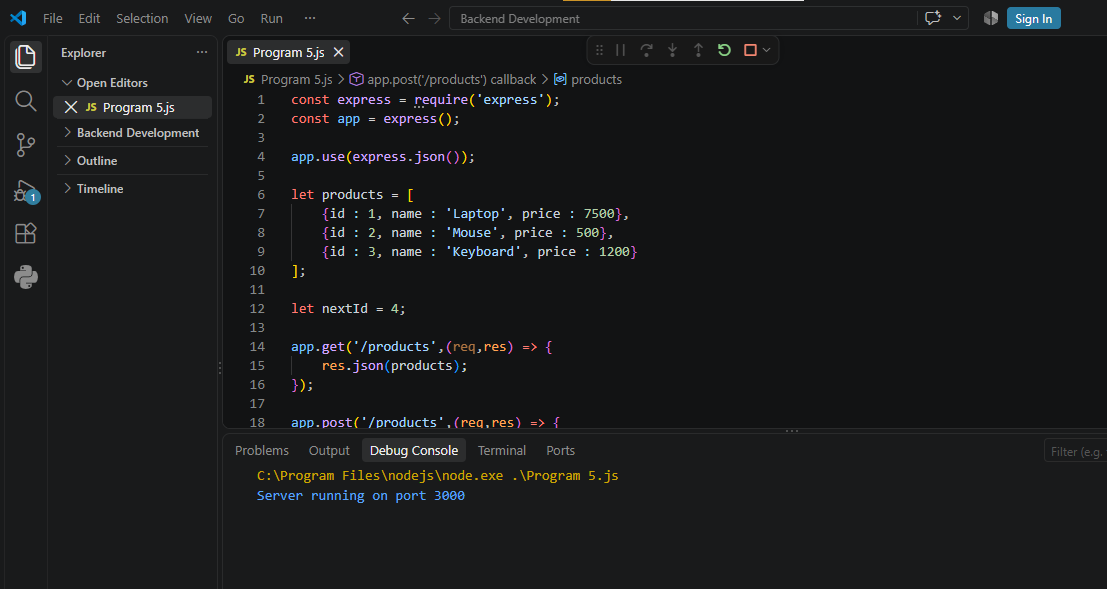 File Edit Selection View Go Run ··· Backend Development Sign In
Explorer ···
Open Editors
JS Program 5.js
Backend Development
Outline
Timeline
1
JS Program 5.js
JS Program 5.js > app.post('/products') callback > products
1 const express = require('express');
2 const app = express();
3
4 app.use(express.json());
5
6 let products = [
7 {id : 1, name : 'Laptop', price : 7500},
8 {id : 2, name : 'Mouse', price : 500},
9 {id : 3, name : 'Keyboard', price : 1200}
10 ];
11
12 let nextId = 4;
13
14 app.get('/products',(req,res) => {
15 res.json(products);
16 });
17
18 app.post('/products',(req,res) => {
Problems Output Debug Console Terminal Ports Filter (e.g.
C:\Program Files\nodejs\node.exe .\Program 5.js
Server running on port 3000